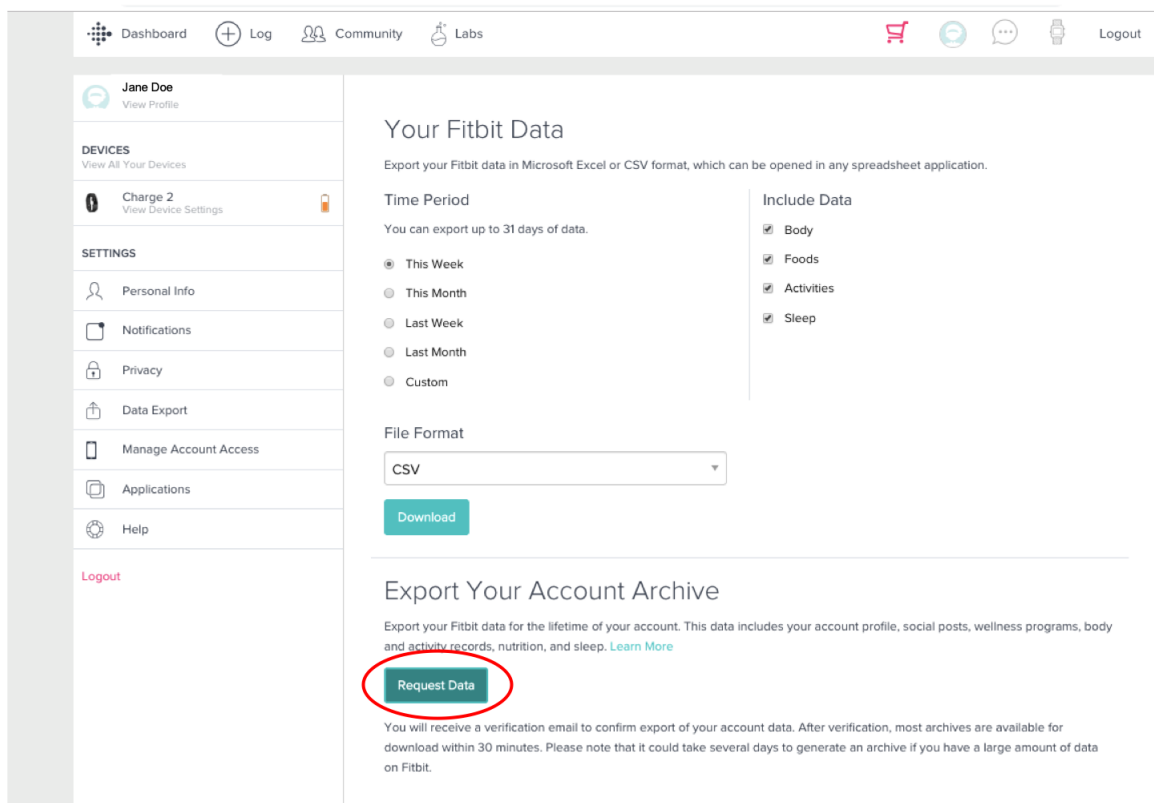 Dashboard
Log
Community
Labs
Logout
Jane Doe
View Profile
DEVICES
View All Your Devices
Charge 2
View Device Settings
SETTINGS
Personal Info
Notifications
Privacy
Data Export
Manage Account Access
Applications
Help
Logout
Your Fitbit Data
Export your Fitbit data in Microsoft Excel or CSV format, which can be opened in any spreadsheet application.
Time Period
You can export up to 31 days of data.
This Week
This Month
Last Week
Last Month
Custom
Include Data
Body
Foods
Activities
Sleep
File Format
CSV
Download
Export Your Account Archive
Export your Fitbit data for the lifetime of your account. This data includes your account profile, social posts, wellness programs, body
and activity records, nutrition, and sleep. Learn More
Request Data
You will receive a verification email to confirm export of your account data. After verification, most archives are available for
download within 30 minutes. Please note that it could take several days to generate an archive if you have a large amount of data
on Fitbit.